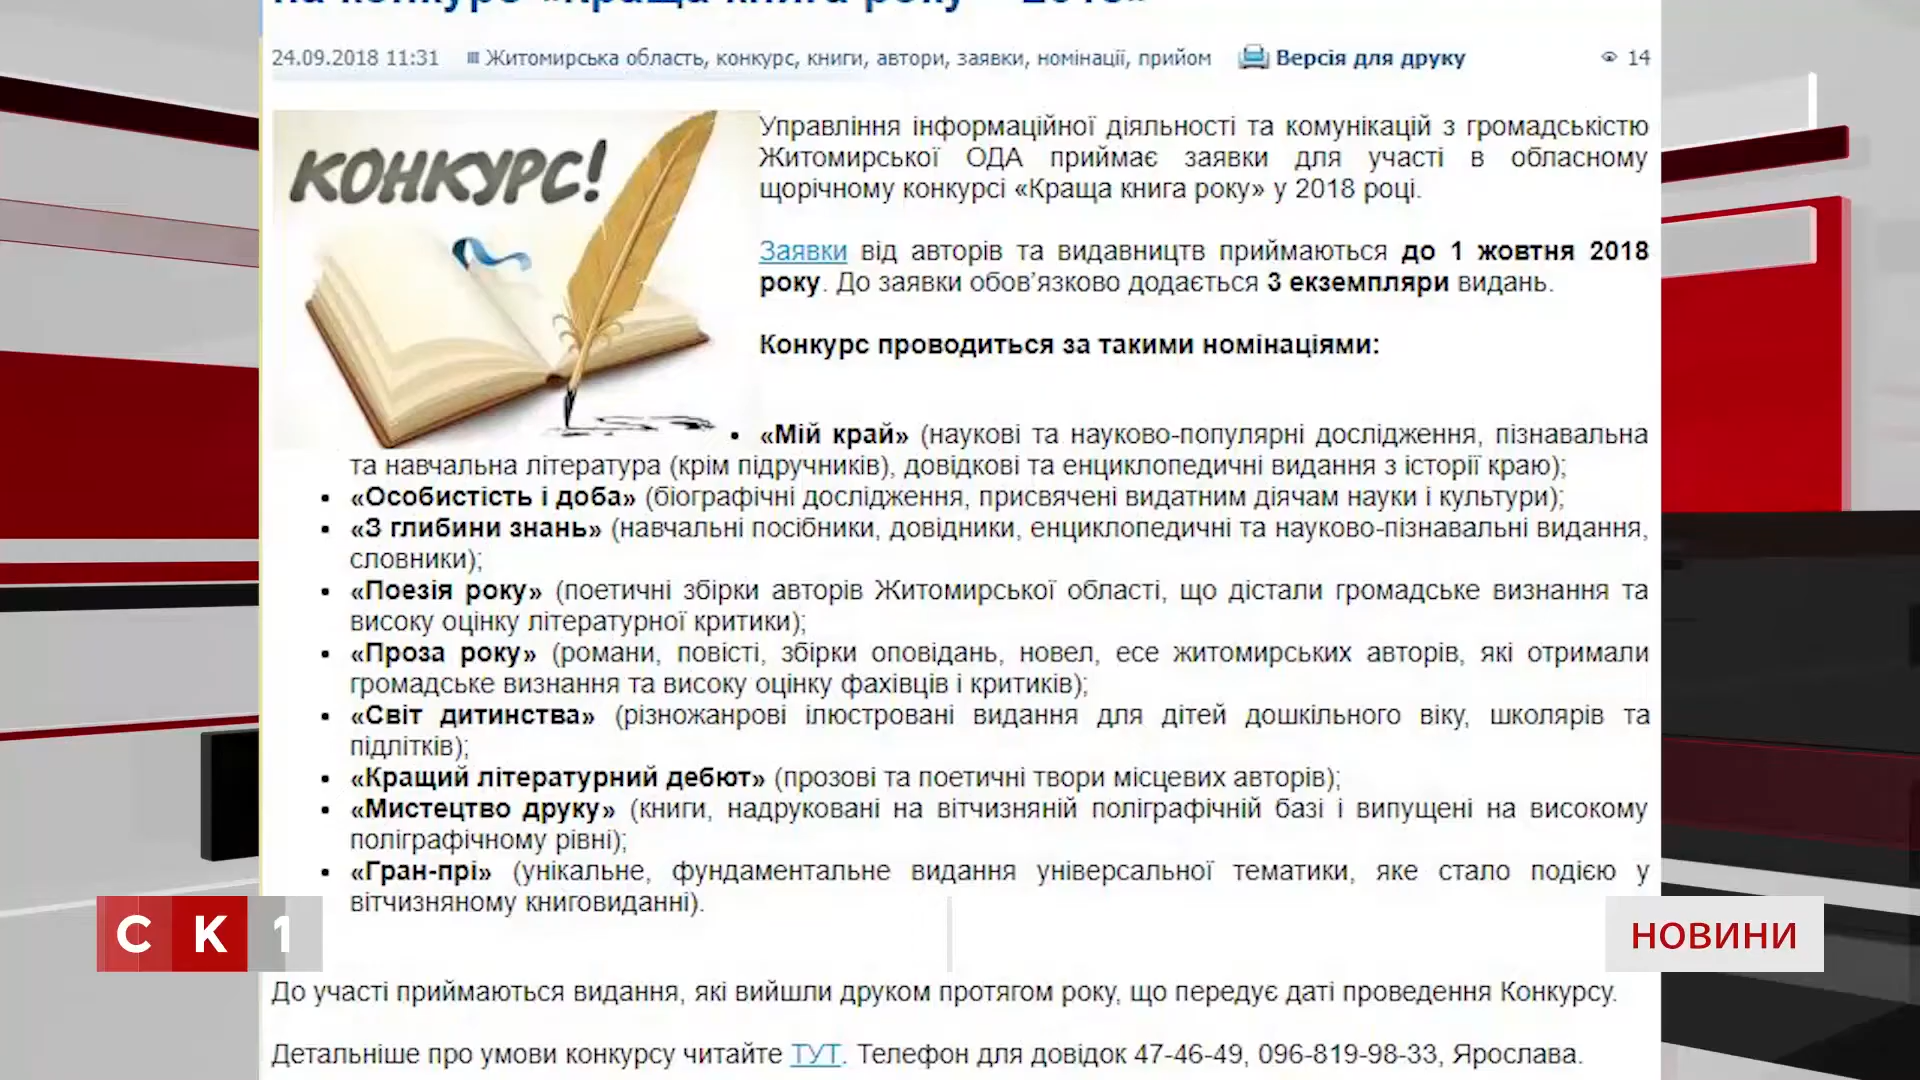 на конкурс «Краща книга року – 2018»
24.09.2018 11:31 Житомирська область, конкурс, книги, автори, заявки, номінації, прийом Версія для друку 14
КОНКУРС!
Управління інформаційної діяльності та комунікацій з громадськістю
Житомирської ОДА приймає заявки для участі в обласному
щорічному конкурсі «Краща книга року» у 2018 році.
Заявки від авторів та видавництв приймаються до 1 жовтня 2018
року. До заявки обов’язково додається 3 екземпляри видань.
Конкурс проводиться за такими номінаціями:
• «Мій край» (наукові та науково-популярні дослідження, пізнавальна
та навчальна література (крім підручників), довідкові та енциклопедичні видання з історії краю);
• «Особистість і доба» (біографічні дослідження, присвячені видатним діячам науки і культури);
• «З глибини знань» (навчальні посібники, довідники, енциклопедичні та науково-пізнавальні видання,
словники);
• «Поезія року» (поетичні збірки авторів Житомирської області, що дістали громадське визнання та
високу оцінку літературної критики);
• «Проза року» (романи, повісті, збірки оповідань, новел, есе житомирських авторів, які отримали
громадське визнання та високу оцінку фахівців і критиків);
• «Світ дитинства» (різножанрові ілюстровані видання для дітей дошкільного віку, школярів та
підлітків);
• «Кращий літературний дебют» (прозові та поетичні твори місцевих авторів);
• «Мистецтво друку» (книги, надруковані на вітчизняній поліграфічній базі і випущені на високому
поліграфічному рівні);
• «Гран-прі» (унікальне, фундаментальне видання універсальної тематики, яке стало подією у
вітчизняному книговиданні).
СК1
НОВИНИ
До участі приймаються видання, які вийшли друком протягом року, що передує даті проведення Конкурсу.
Детальніше про умови конкурсу читайте ТУТ. Телефон для довідок 47-46-49, 096-819-98-33, Ярослава.